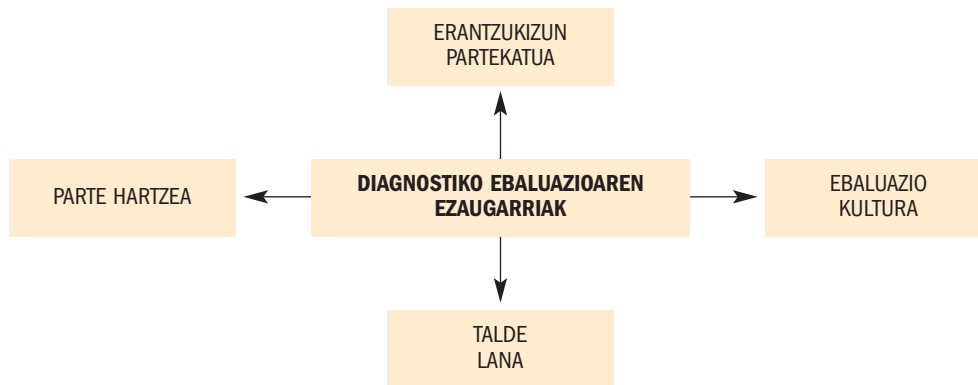 ERANTZUKIZUN
PARTEKATUA
PARTE HARTZEA
DIAGNOSTIKO EBALUAZIOAREN
EZAUGARRIAK
EBALUAZIO
KULTURA
TALDE
LANA